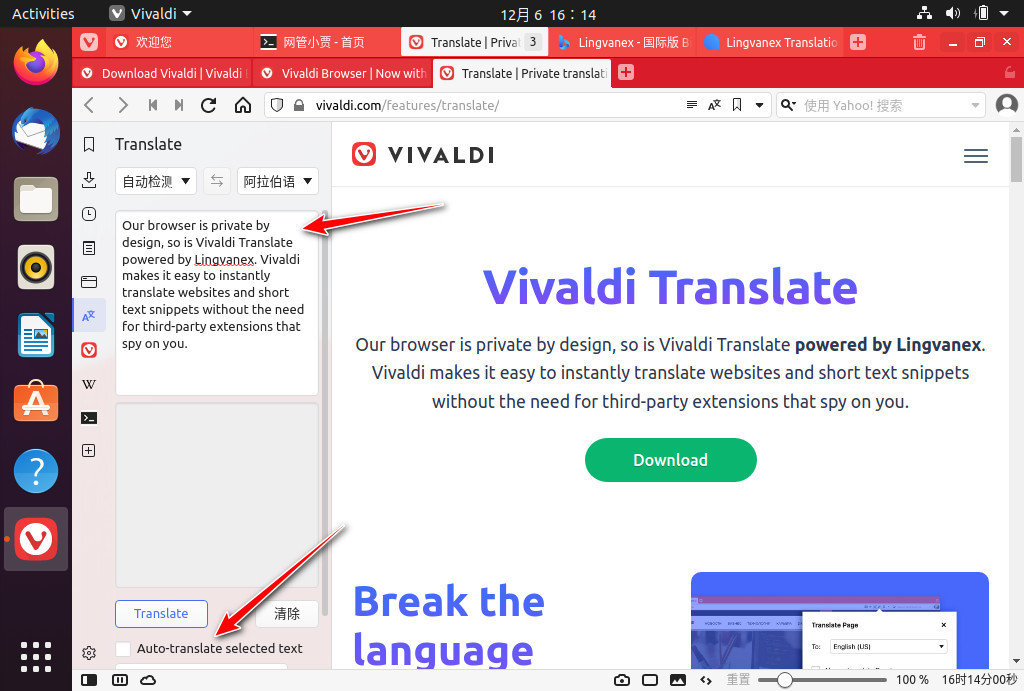 Activities
Vivaldi
12月 6 16：14
欢迎您
网管小贾 - 首页
Translate | Priva
3
Lingvanex - 国际版 B
Lingvanex Translatio
Download Vivaldi | Vivaldi
Vivaldi Browser | Now with
Translate | Private translati
vivaldi.com/features/translate/
使用 Yahoo! 搜索
Translate
自动检测
阿拉伯语
Our browser is private by
design, so is Vivaldi Translate
powered by Lingvanex. Vivaldi
makes it easy to instantly
translate websites and short
text snippets without the need
for third-party extensions that
spy on you.
Translate
清除
Auto-translate selected text
VIVALDI
Vivaldi Translate
Our browser is private by design, so is Vivaldi Translate powered by Lingvanex.
Vivaldi makes it easy to instantly translate websites and short text snippets
without the need for third-party extensions that spy on you.
Download
Break the
language
Translate Page
To:
English (US)
重置
100 %
16时14分00秒